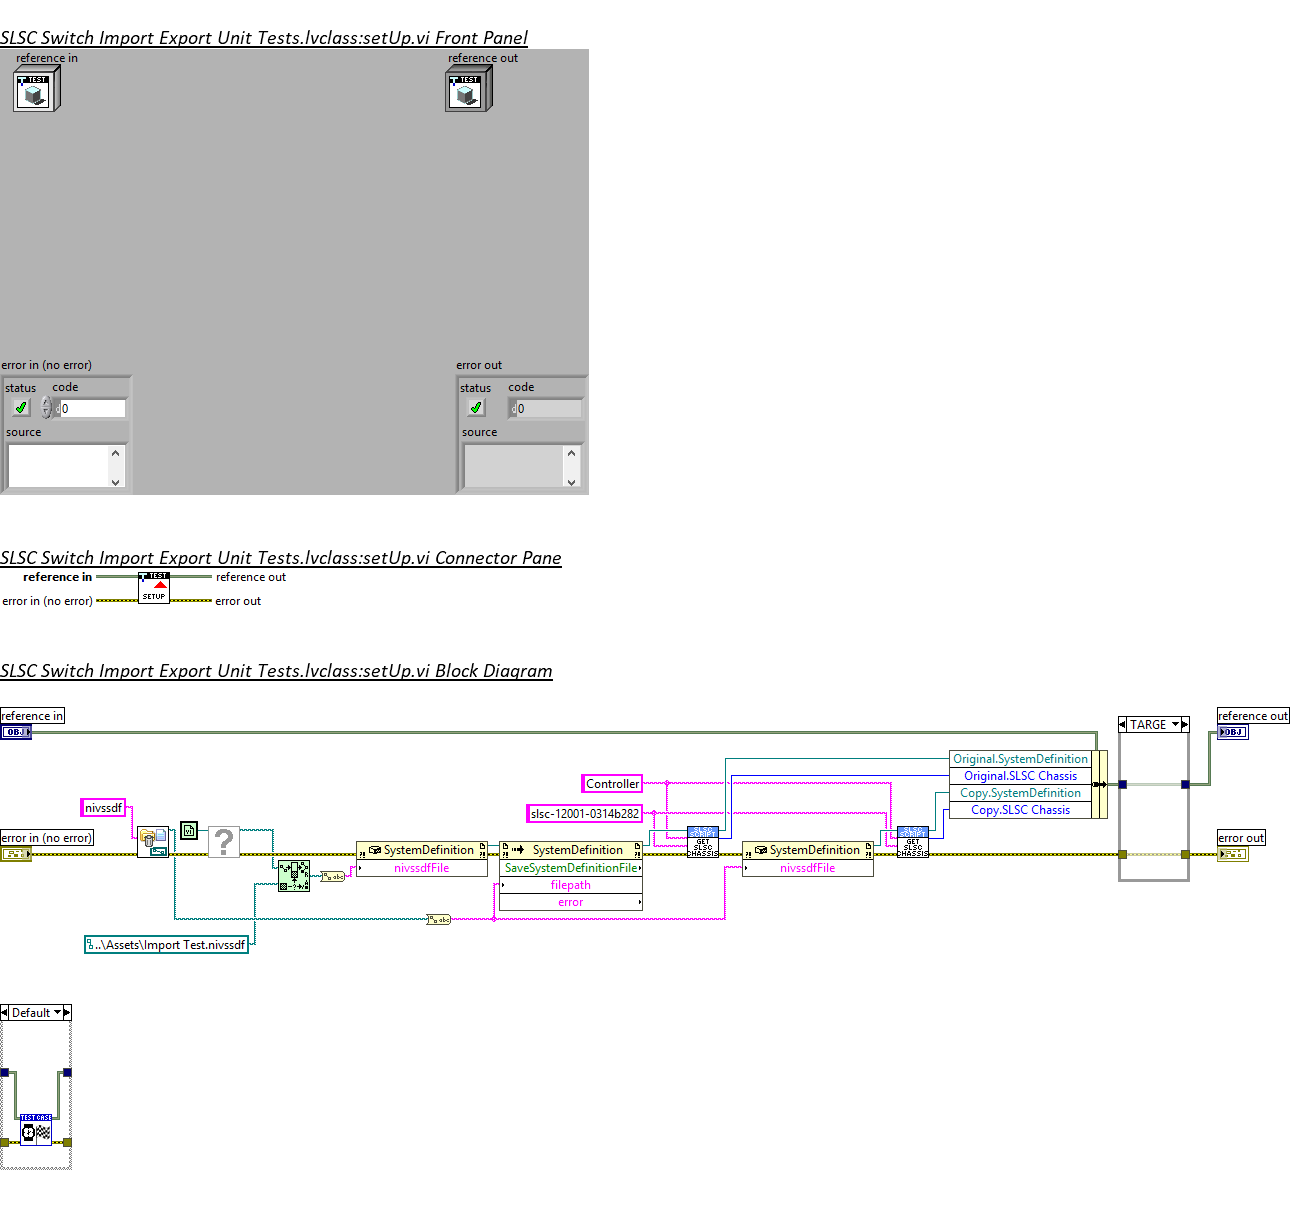 SLSC Switch Import Export Unit Tests.lvclass:setUp.vi Front Panel
reference in
reference out
TEST
TEST
error in (no error)
error out
status
code
status
code
0
0
source
source
SLSC Switch Import Export Unit Tests.lvclass:setUp.vi Connector Pane
reference in
TEST
SETUP
reference out
error in (no error)
error out
SLSC Switch Import Export Unit Tests.lvclass:setUp.vi Block Diagram
reference in
OBJ
TARGE
reference out
OBJ
Original.SystemDefinition
Original.SLSC Chassis
Copy.SystemDefinition
Copy.SLSC Chassis
Controller
nivssdf
slsc-12001-0314b282
error in (no error)
error out
SLSC SCRIPT
GET SLSC CHASSIS
SLSC SCRIPT
GET SLSC CHASSIS
SystemDefinition
nivssdfFile
SystemDefinition
SaveSystemDefinitionFile
filepath
error
SystemDefinition
nivssdfFile
abc
abc
..\Assets\Import Test.nivssdf
Default
TEST CASE